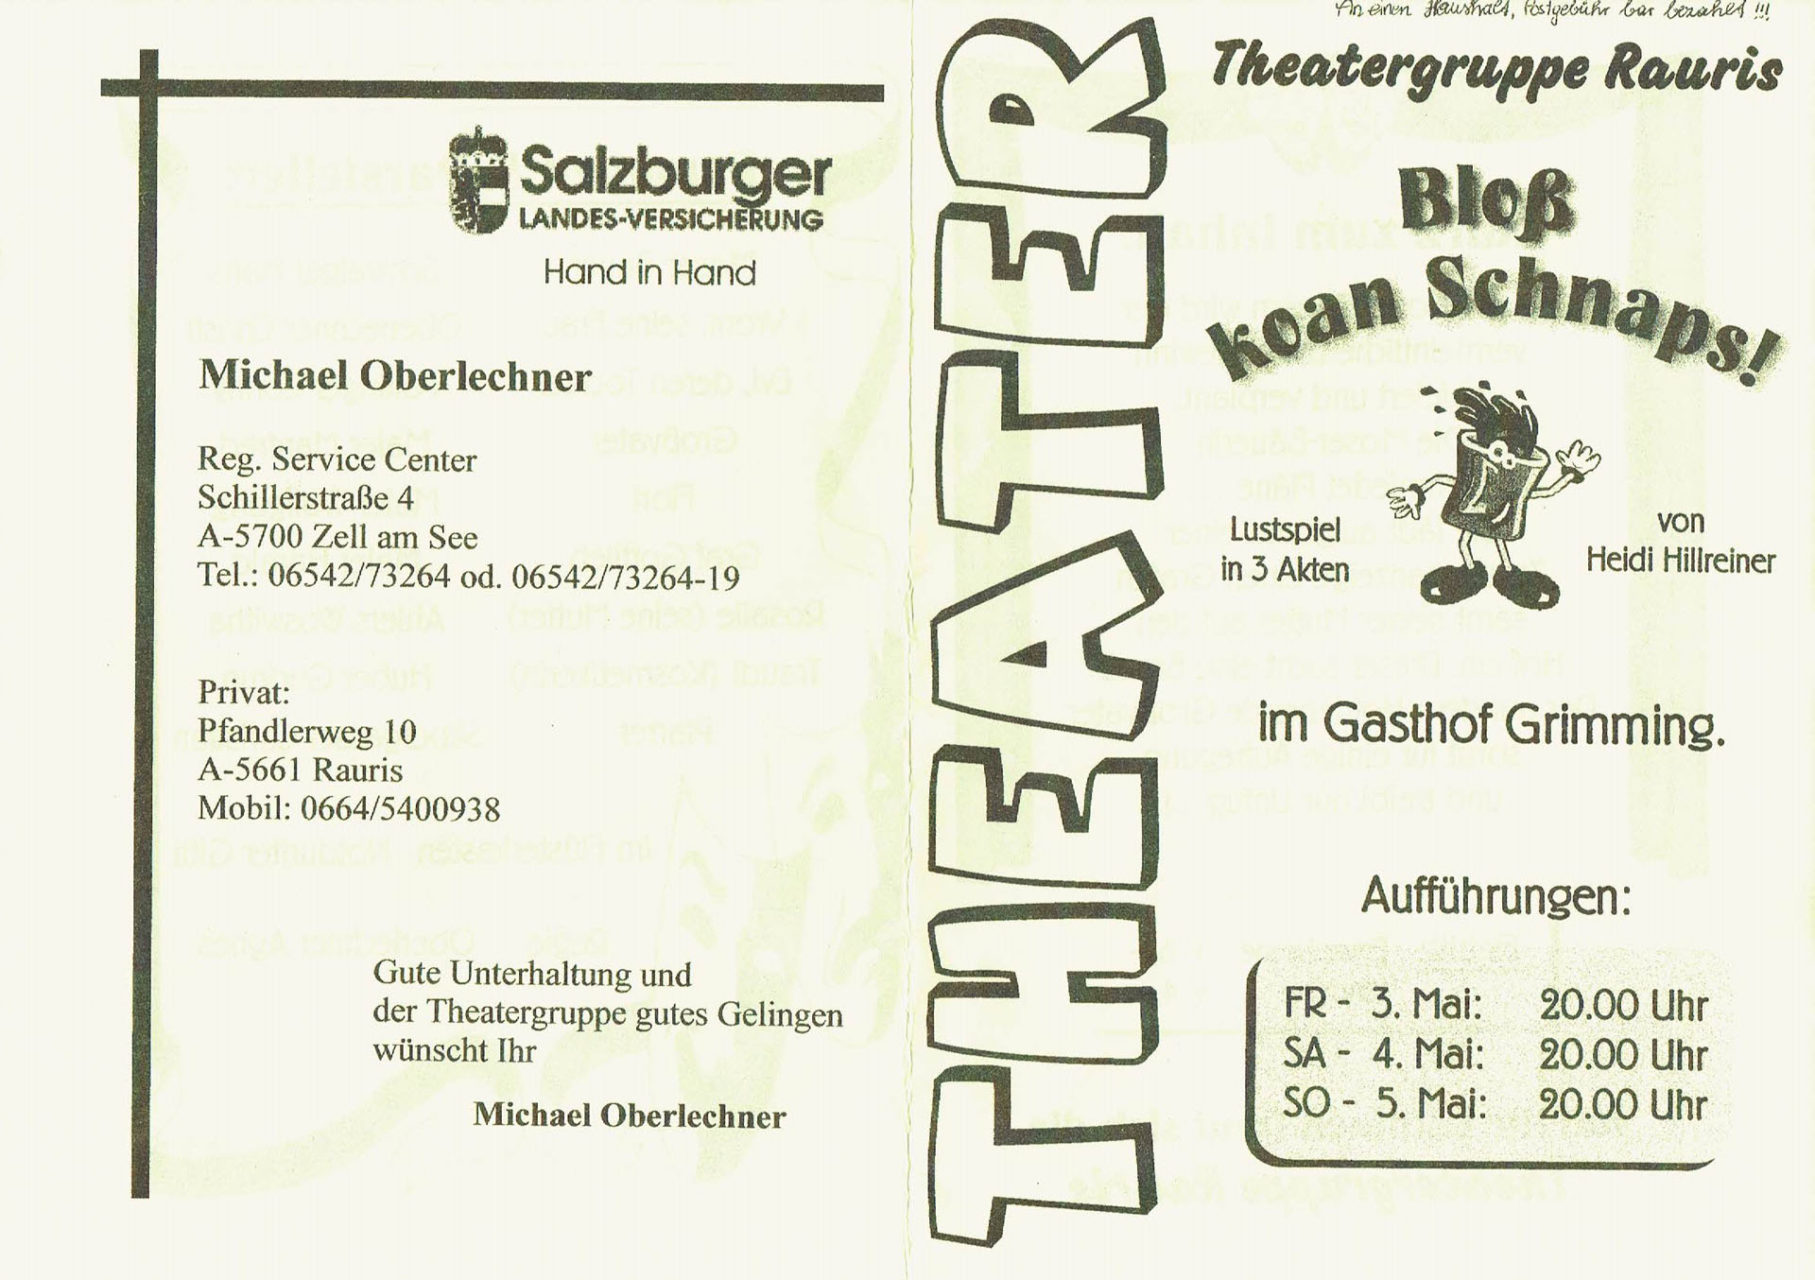 Salzburger
LANDES-VERSICHERUNG
Hand in Hand
Michael Oberlechner
Reg. Service Center
Schillerstraße 4
A-5700 Zell am See
Tel.: 06542/73264 od. 06542/73264-19
Privat:
Pfandlerweg 10
A-5661 Rauris
Mobil: 0664/5400938
Gute Unterhaltung und
der Theatergruppe gutes Gelingen
wünscht Ihr
Michael Oberlechner
THEATER
An einen Haushalt, Postgebühr bar bezahlt !!!
Theatergruppe Rauris
Bloß
koan Schnaps!
Lustspiel
in 3 Akten
von
Heidi Hillreiner
im Gasthof Grimming.
Aufführungen:
FR - 3. Mai: 20.00 Uhr
SA - 4. Mai: 20.00 Uhr
SO - 5. Mai: 20.00 Uhr